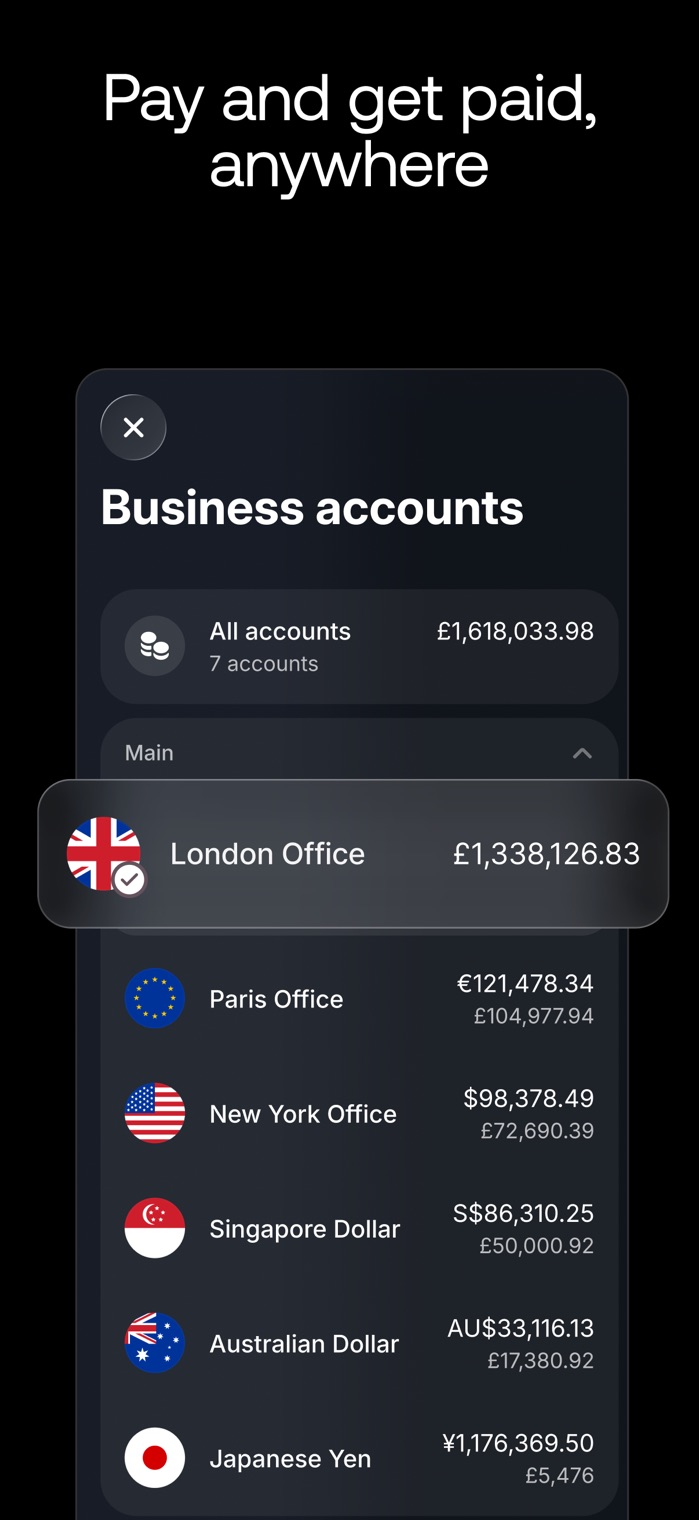 Pay and get paid,
anywhere
Business accounts
All accounts £1,618,033.98
7 accounts
Main
London Office £1,338,126.83
Paris Office €121,478.34
£104,977.94
New York Office $98,378.49
£72,690.39
Singapore Dollar S$86,310.25
£50,000.92
Australian Dollar AU$33,116.13
£17,380.92
Japanese Yen ¥1,176,369.50
£5,476